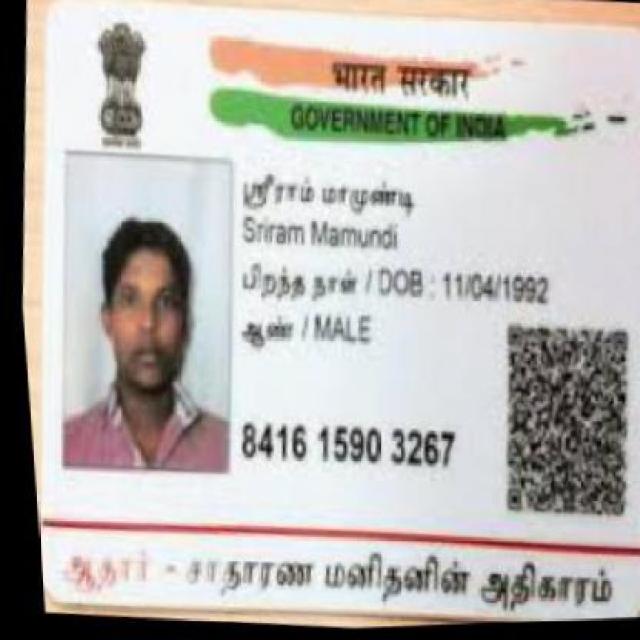 भारत सरकार
GOVERNMENT OF INDIA
ஸ்ரீராம் மாமுண்டி
Sriram Mamundi
பிறந்த நாள் / DOB : 11/04/1992
ஆண் / MALE
8416 1590 3267
ஆதார் - சாதாரண மனிதனின் அதிகாரம்